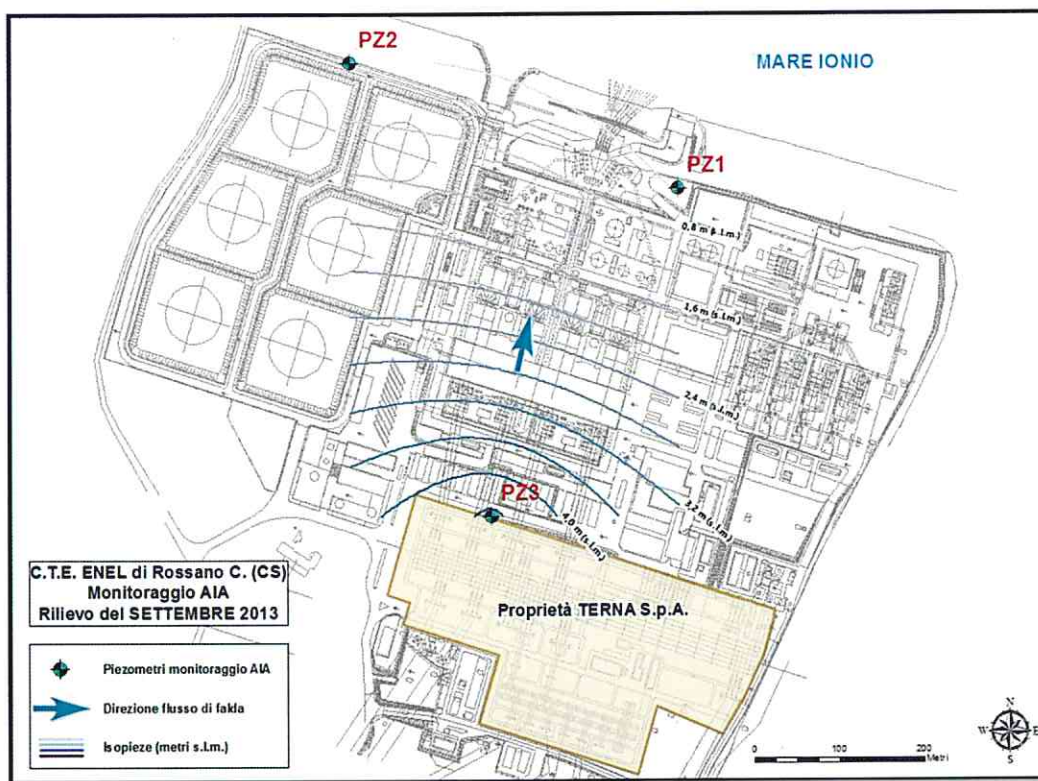 PZ2
MARE IONIO
PZ1
0,8 m (s.l.m.)
1,6 m (s.l.m.)
2,4 m (s.l.m.)
3,2 m (s.l.m.)
PZ3
4,0 m (s.l.m.)
C.T.E. ENEL di Rossano C. (CS)
Monitoraggio AIA
Rilievo del SETTEMBRE 2013
Proprietà TERNA S.p.A.
Piezometri monitoraggio AIA
Direzione flusso di falda
Isopieze (metri s.l.m.)
0 100 200
Metri
N
W E
S